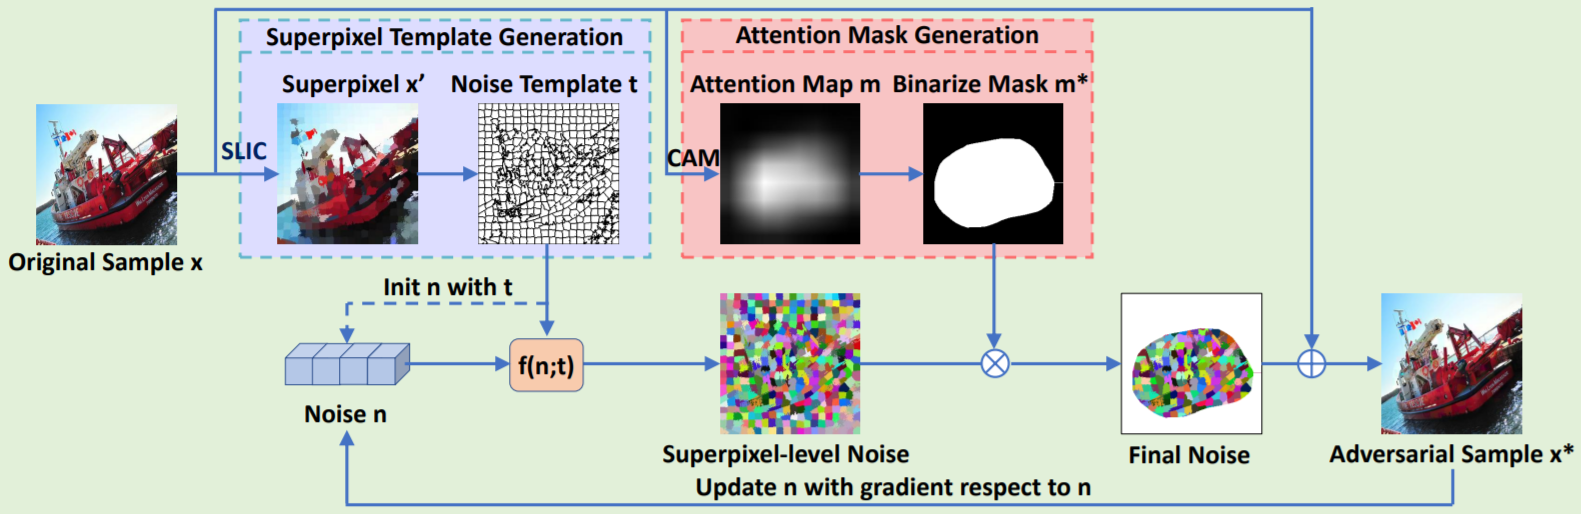 Superpixel Template Generation
Attention Mask Generation
Superpixel x’
Noise Template t
Attention Map m
Binarize Mask m*
SLIC
CAM
Original Sample x
Init n with t
f(n;t)
Noise n
Superpixel-level Noise
Final Noise
Adversarial Sample x*
Update n with gradient respect to n